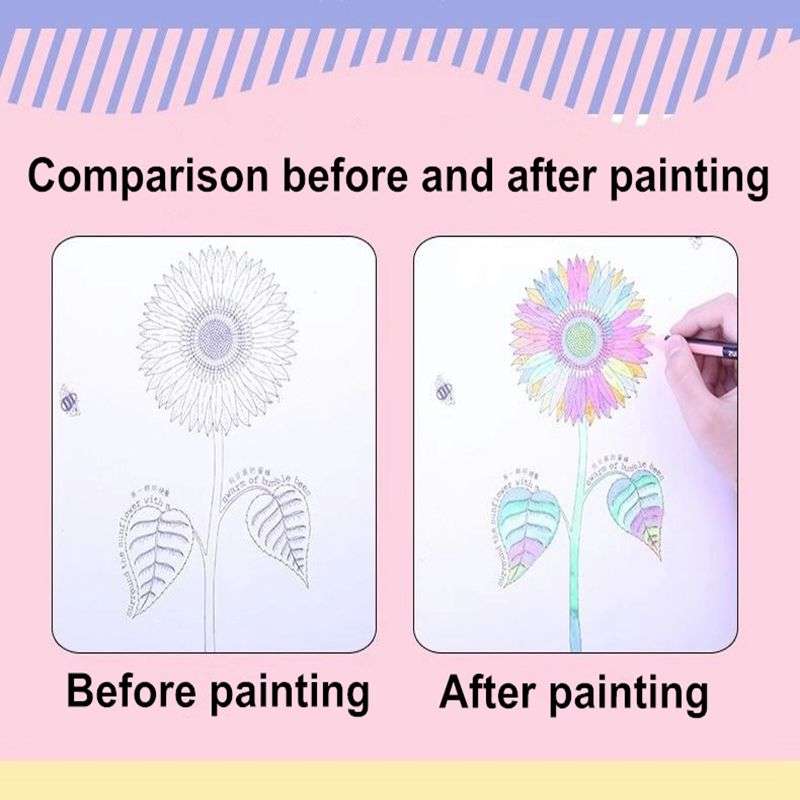 Comparison before and after painting
surround the sunflower with a
swarm of bumble bees
surround the sunflower with a
swarm of bumble bees
Before painting
After painting